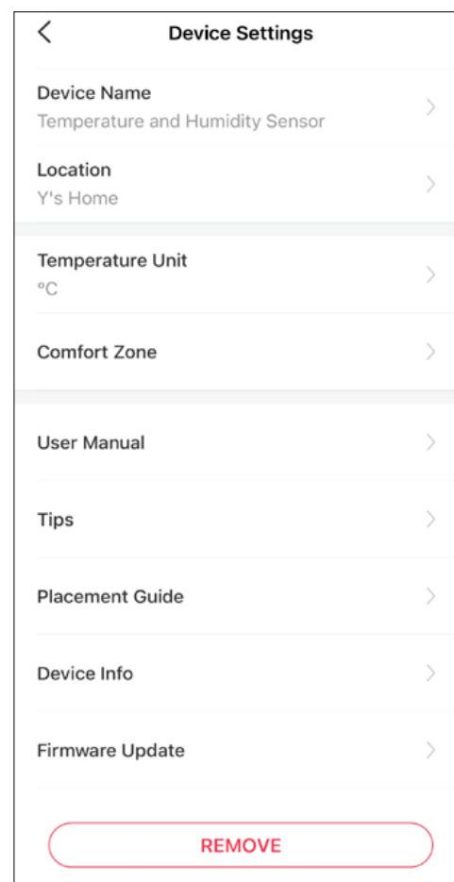 Device Settings
Device Name
Temperature and Humidity Sensor
Location
Y's Home
Temperature Unit
°C
Comfort Zone
User Manual
Tips
Placement Guide
Device Info
Firmware Update
REMOVE